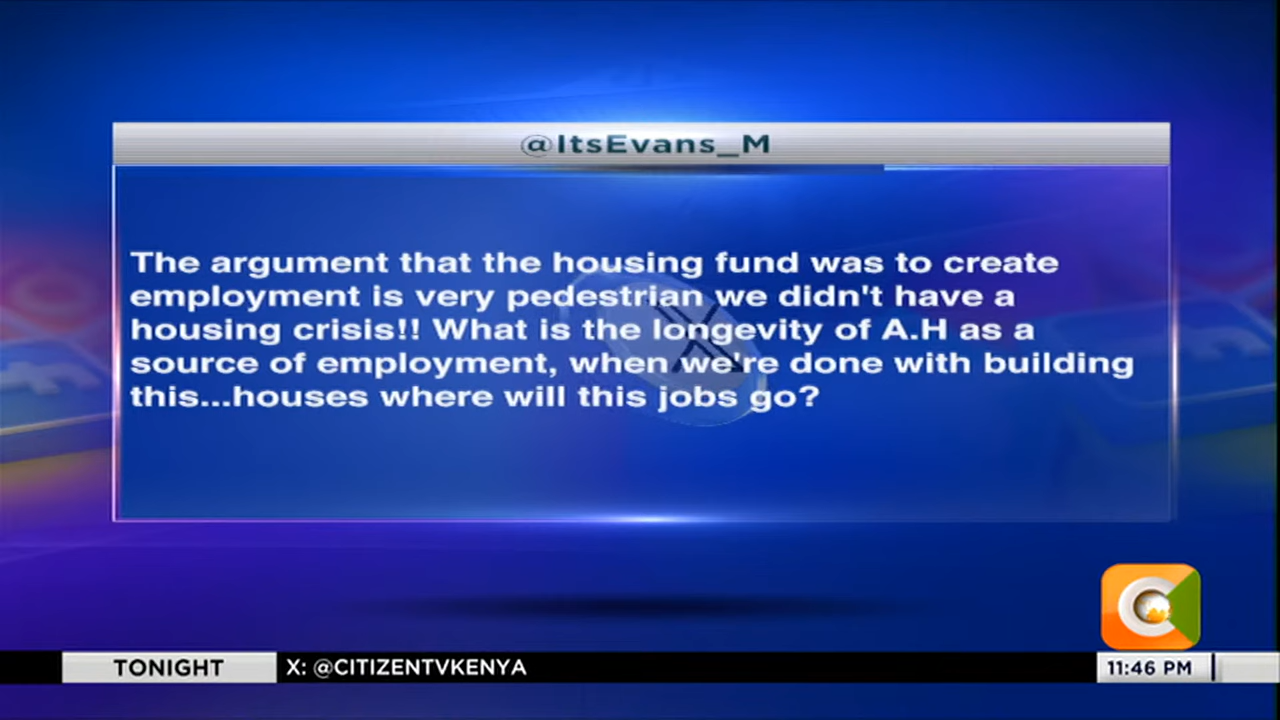 @ItsEvans_M
The argument that the housing fund was to create
employment is very pedestrian we didn't have a
housing crisis!! What is the longevity of A.H as a
source of employment, when we're done with building
this...houses where will this jobs go?
TONIGHT
X: @CITIZENTVKENYA
11:46 PM